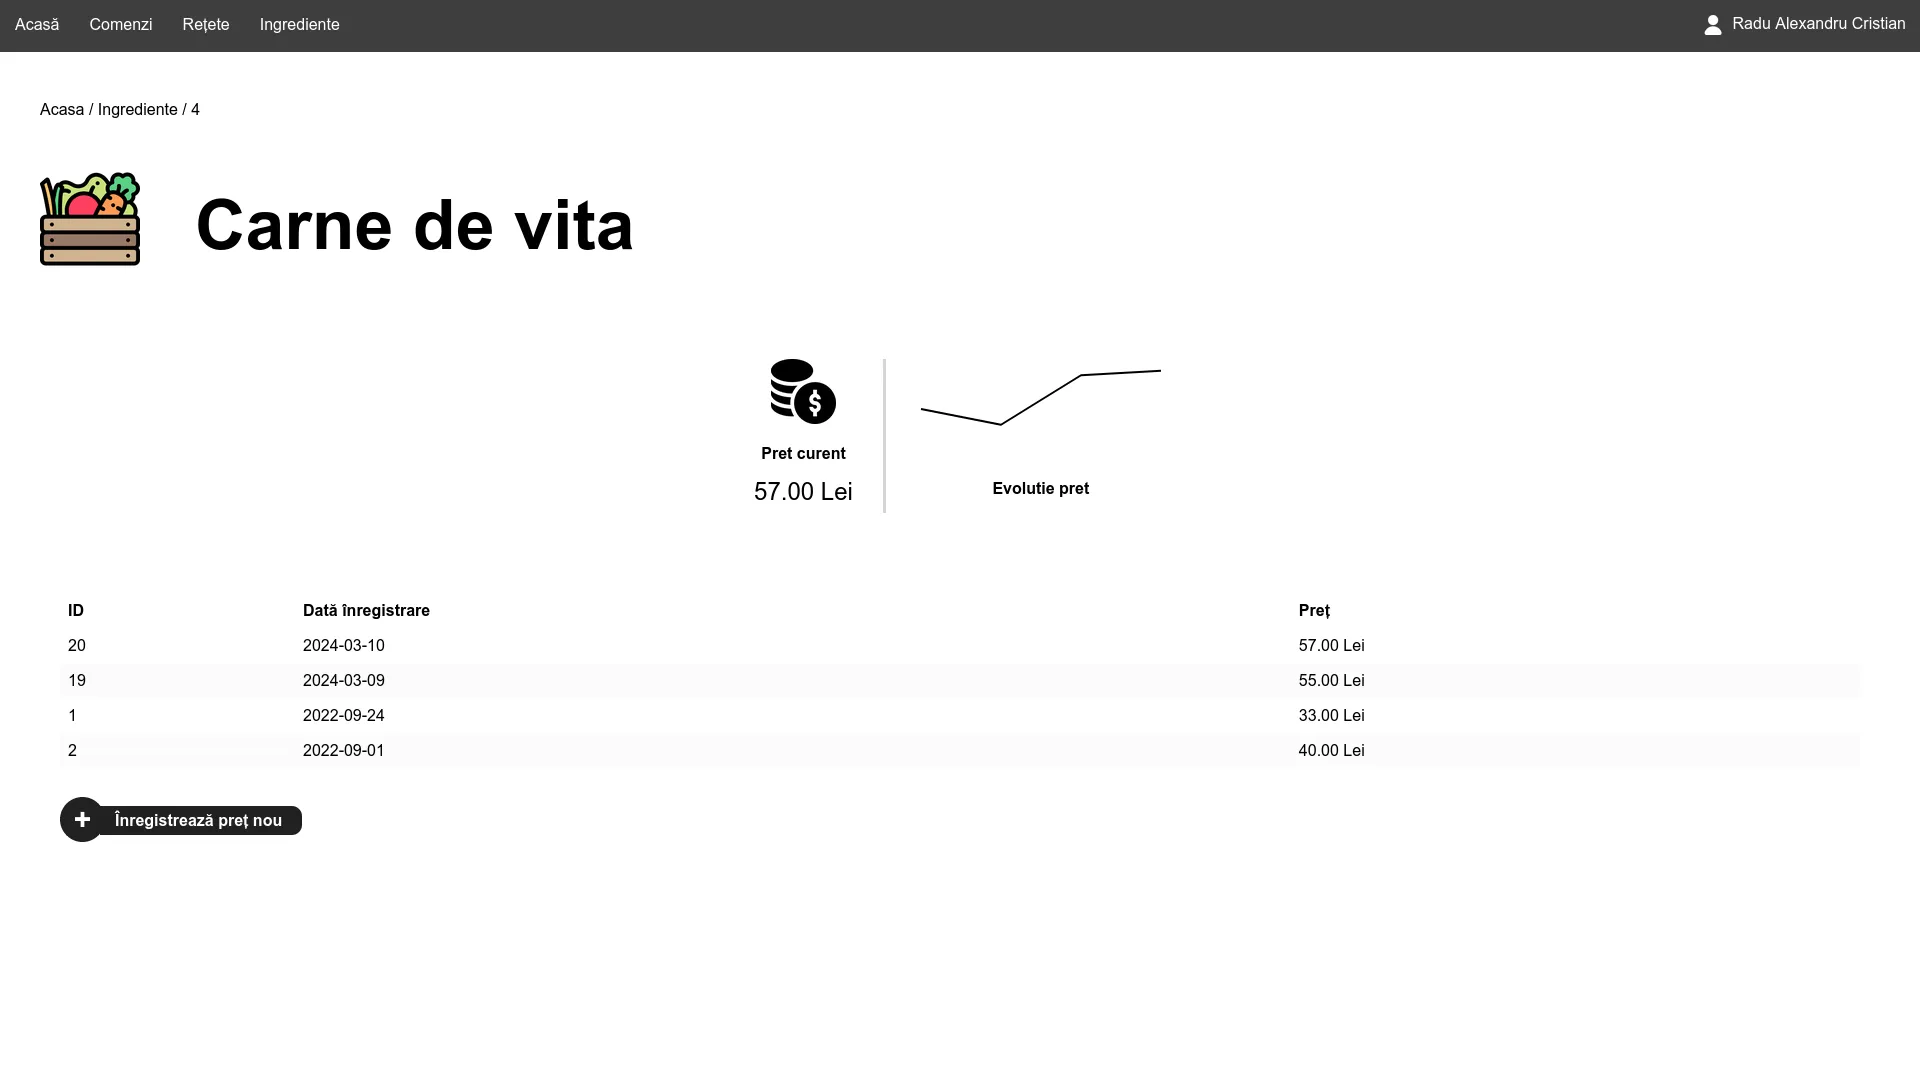 Acasă Comenzi Rețete Ingrediente Radu Alexandru Cristian
Acasa / Ingrediente / 4
Carne de vita
Pret curent
57.00 Lei
Evolutie pret
ID Dată înregistrare Preț
20 2024-03-10 57.00 Lei
19 2024-03-09 55.00 Lei
1 2022-09-24 33.00 Lei
2 2022-09-01 40.00 Lei
Înregistrează preț nou